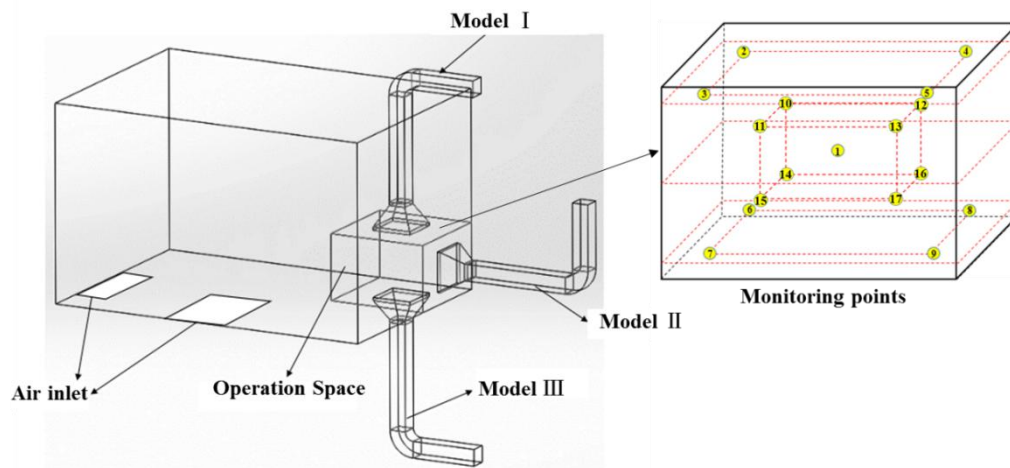 Model Ⅰ
2
4
3
5
10
12
11
13
1
14
16
15
17
6
8
7
9
Monitoring points
Model Ⅱ
Air inlet
Operation Space
Model Ⅲ